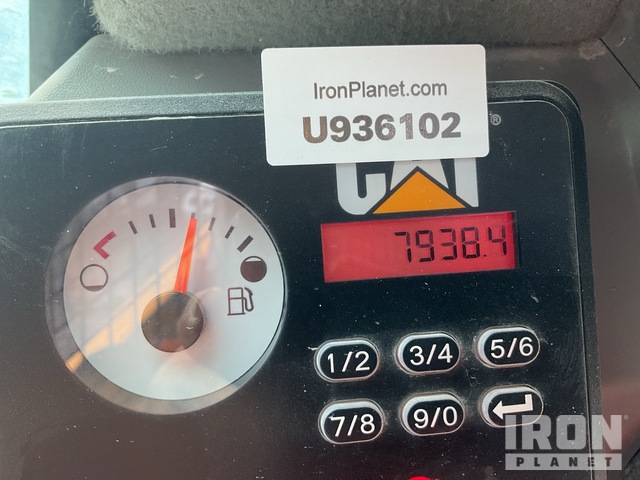 IronPlanet.com
U936102
®
CAT
7938.4
1/2
3/4
5/6
7/8
9/0
IRON
PLANET